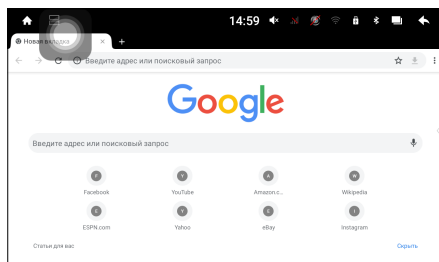 14:59
Новая вкладка
Введите адрес или поисковый запрос
Google
Введите адрес или поисковый запрос
F Y A W
Facebook YouTube Amazon.c... Wikipedia
E Y E I
ESPN.com Yahoo eBay Instagram
Статьи для вас Скрыть